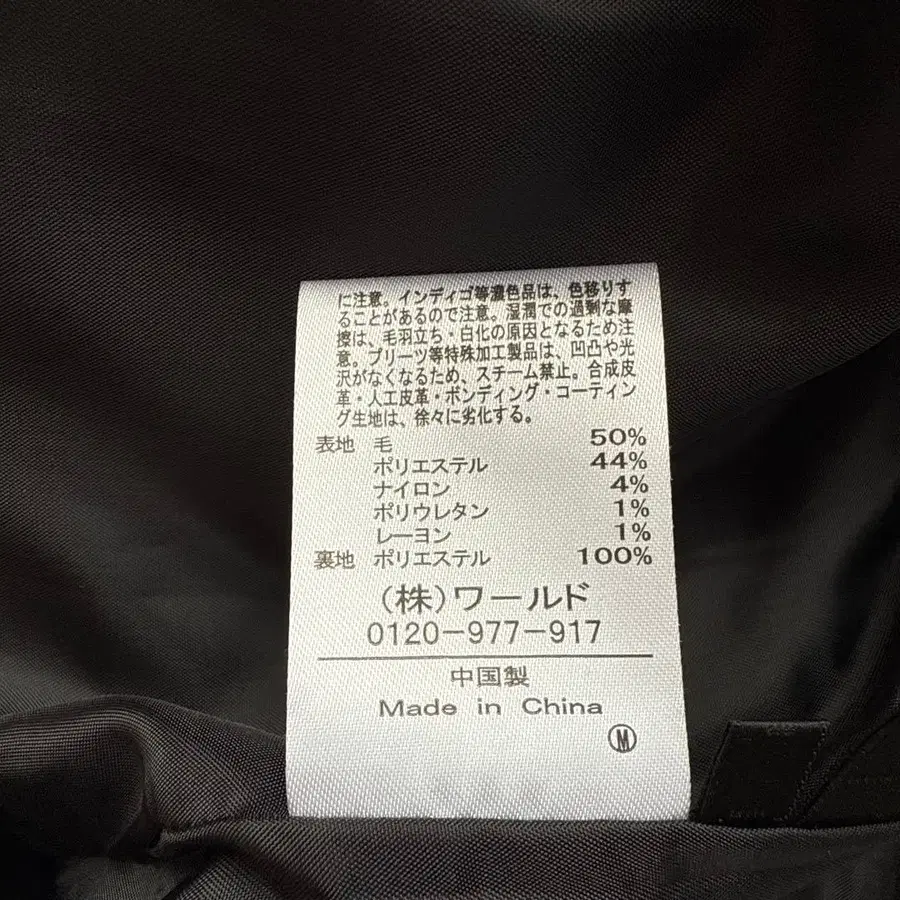 に注意。インディゴ等濃色品は、色移りす
ることがあるので注意。湿潤での過剰な摩
擦は、毛羽立ち・白化の原因となるため注
意。プリーツ等特殊加工製品は、凹凸や光
沢がなくなるため、スチーム禁止。合成皮
革・人工皮革・ボンディング・コーティン
グ生地は、徐々に劣化する。
表地 毛 50%
ポリエステル 44%
ナイロン 4%
ポリウレタン 1%
レーヨン 1%
裏地 ポリエステル 100%
(株)ワールド
0120-977-917
中国製
Made in China
Ⓜ